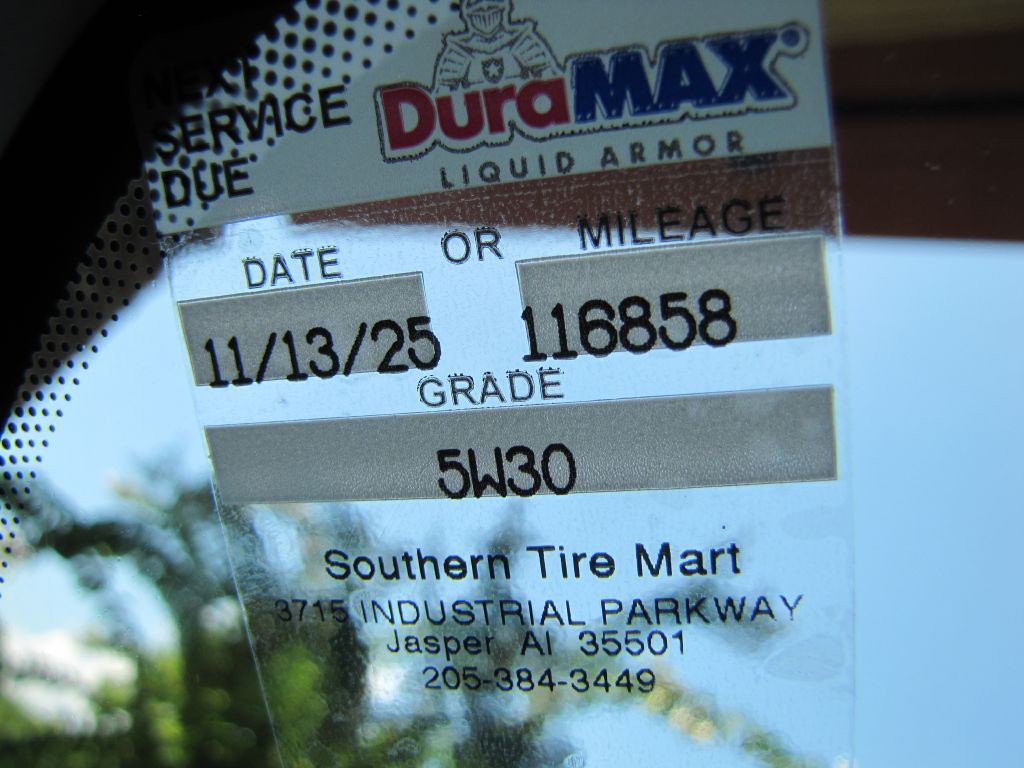 NEXT
SERVICE
DUE
DuraMAX
LIQUID ARMOR
DATE OR MILEAGE
11/13/25 116858
GRADE
5W30
Southern Tire Mart
3715 INDUSTRIAL PARKWAY
Jasper Al 35501
205-384-3449